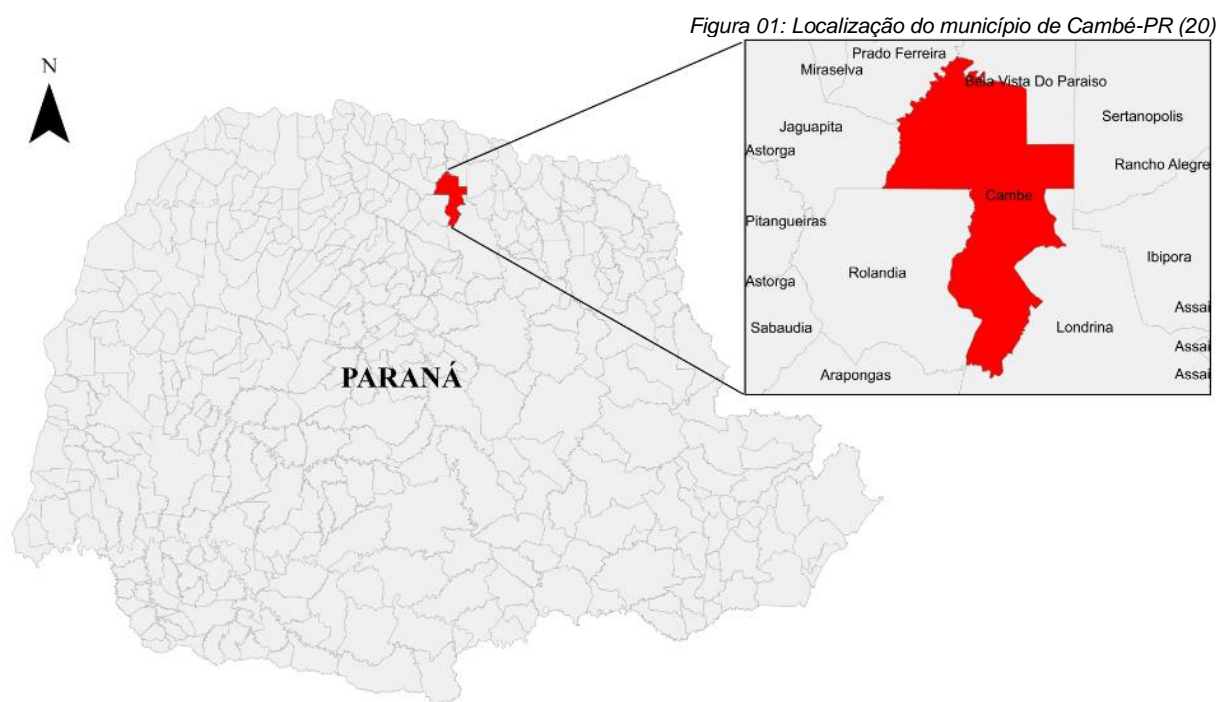 Figura 01: Localização do município de Cambé-PR (20)
N
PARANÁ
Prado Ferreira
Miraselva
Bela Vista Do Paraiso
Jaguapita
Sertanopolis
Astorga
Rancho Alegre
Cambe
Pitangueiras
Ibipora
Rolandia
Astorga
Assai
Sabaudia
Londrina
Assai
Arapongas
Assai